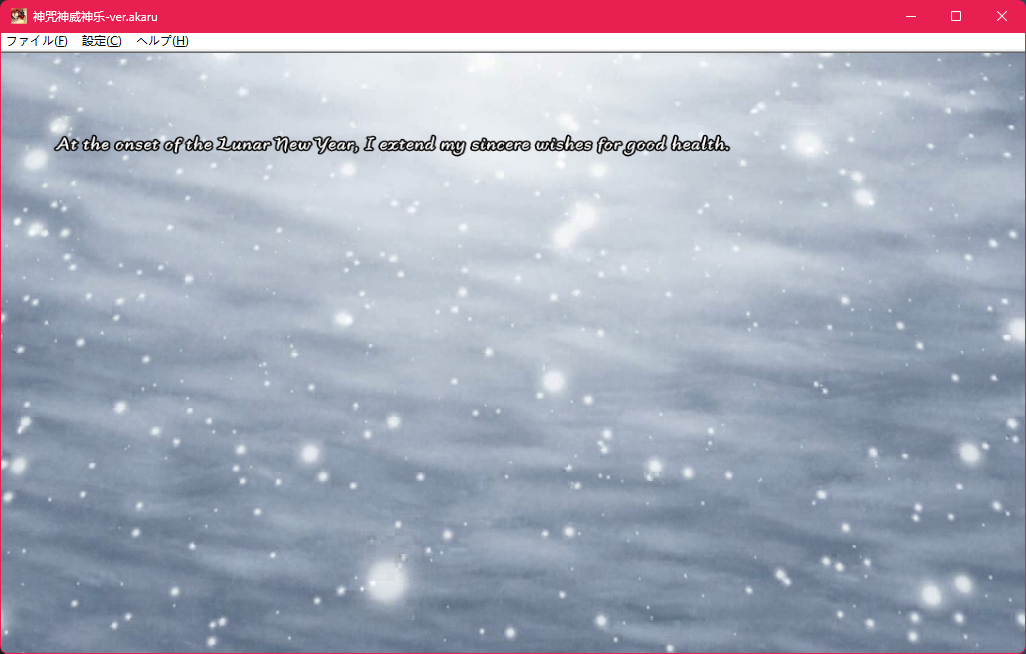 神咒神威神乐-ver.akaru
ファイル(F) 設定(C) ヘルプ(H)
At the onset of the Lunar New Year, I extend my sincere wishes for good health.